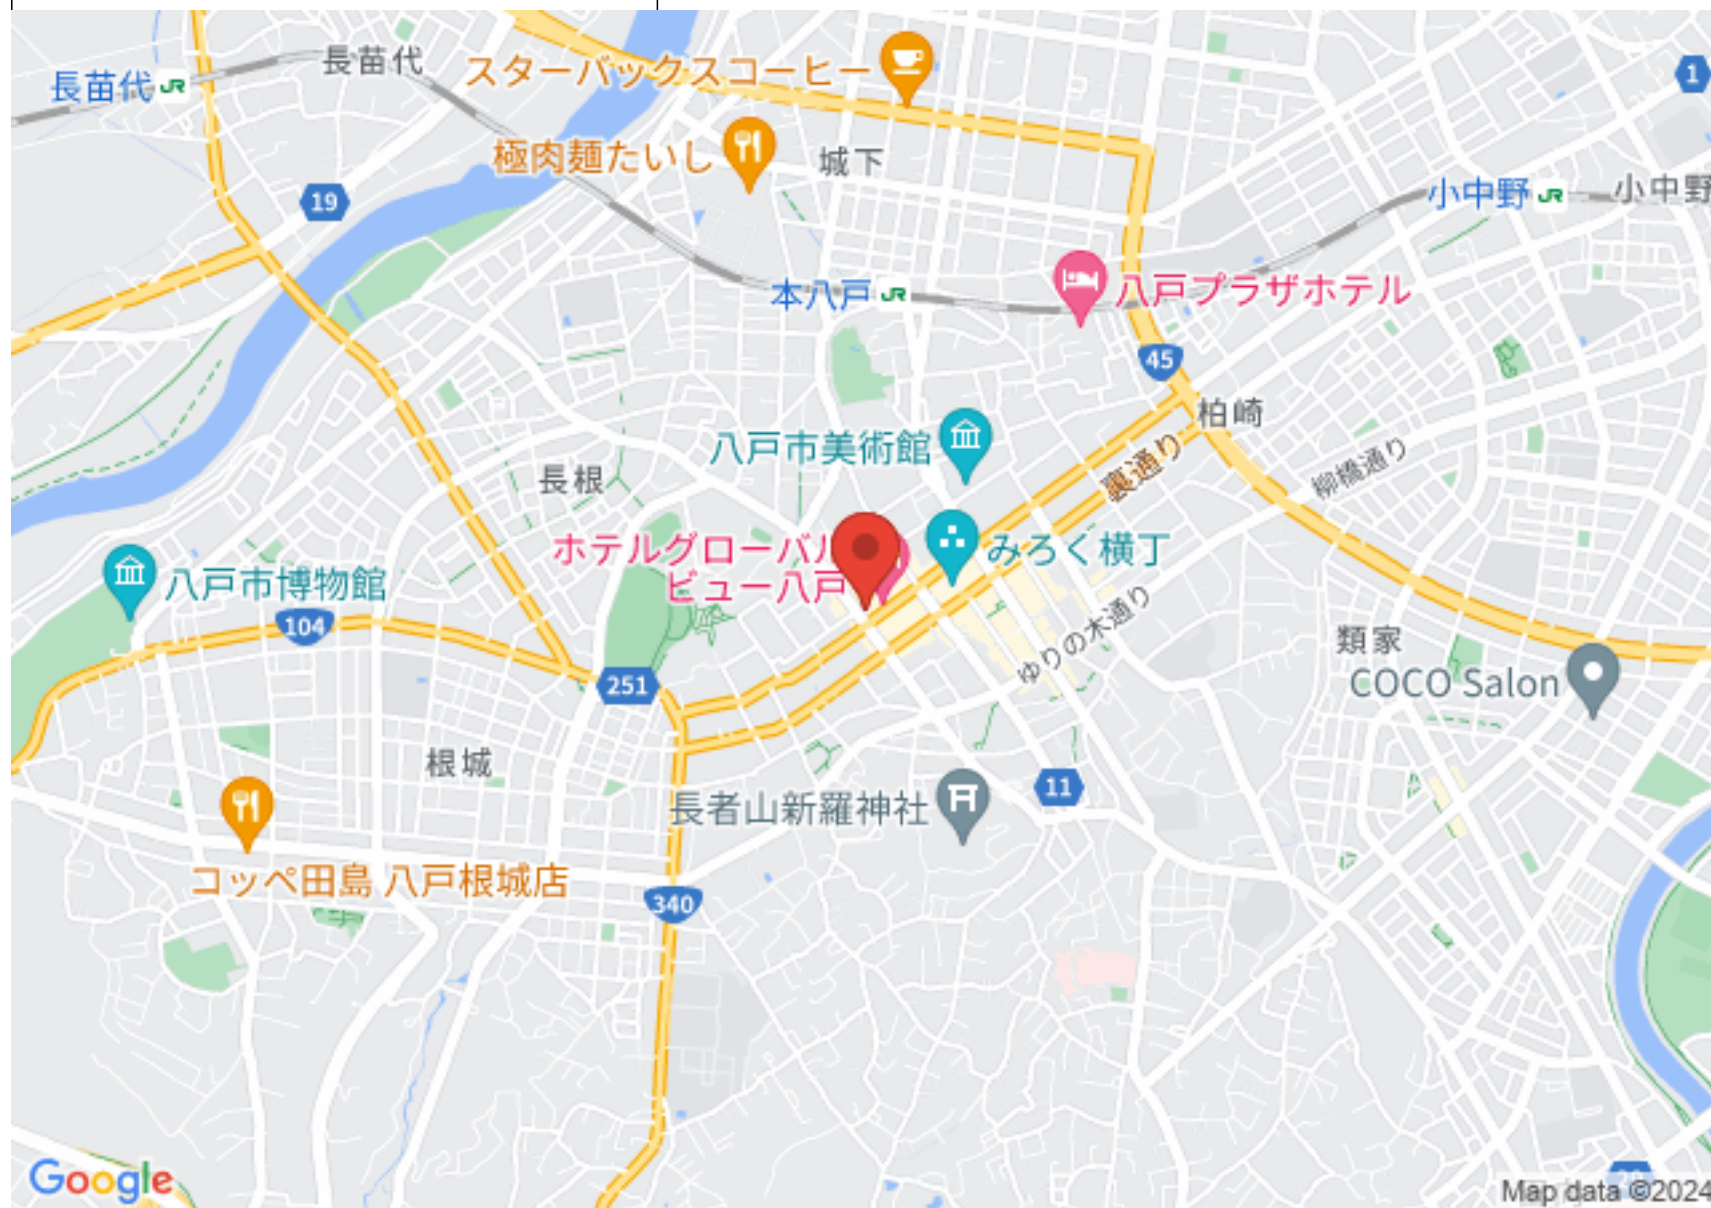 長苗代
長苗代
スターバックスコーヒー
1
極肉麺たいし
城下
19
小中野
小中野
本八戸
八戸プラザホテル
45
柏崎
八戸市美術館
裏通り
柳橋通り
長根
ホテルグローバル
ビュー八戸
みろく横丁
八戸市博物館
104
ゆりの木通り
類家
251
COCO Salon
根城
11
長者山新羅神社
コッペ田島 八戸根城店
340
Google
Map data ©2024